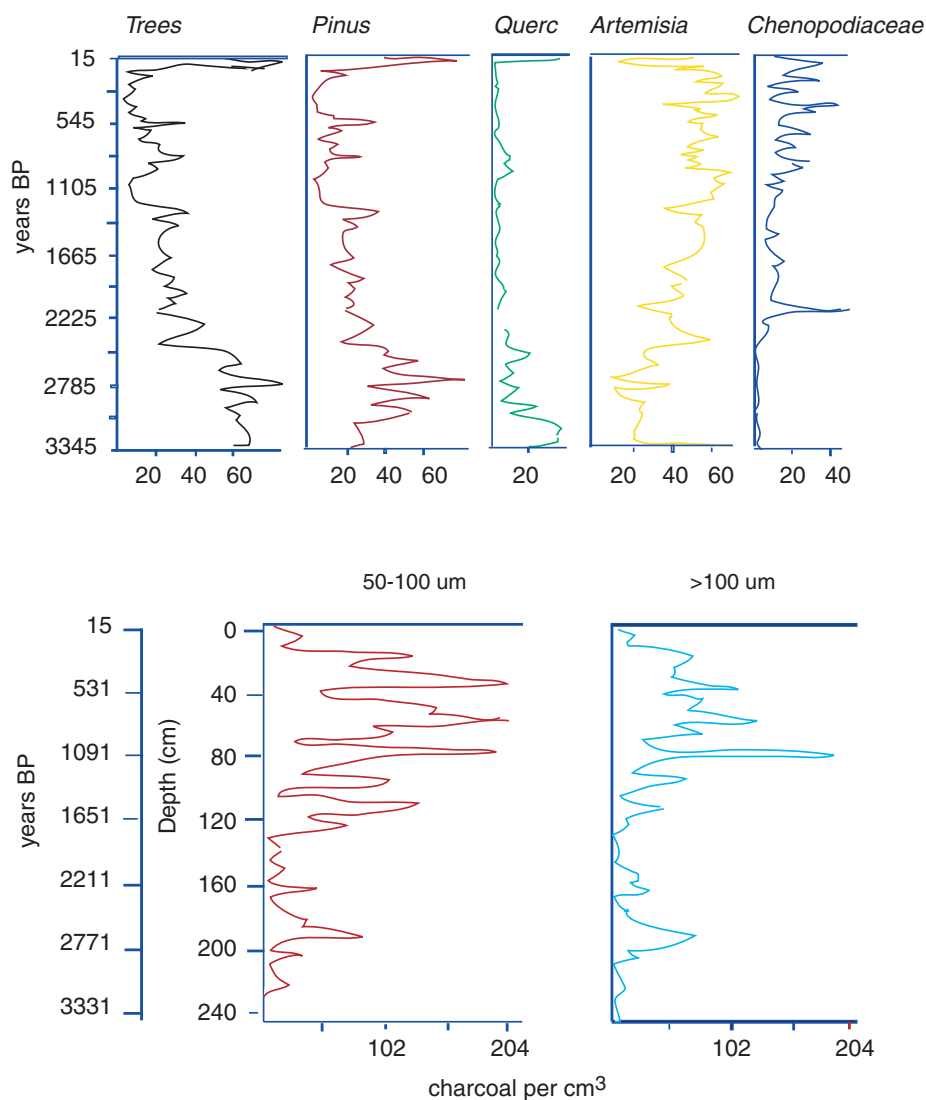 Trees Pinus Querc Artemisia Chenopodiaceae
15
545
1105
1665
2225
2785
3345
years BP
20 40 60 20 40 60 20 20 40 60 20 40
50-100 um >100 um
15 0
531 40
1091 80
1651 120
2211 160
2771 200
3331 240
years BP
Depth (cm)
102 204 102 204
charcoal per cm³